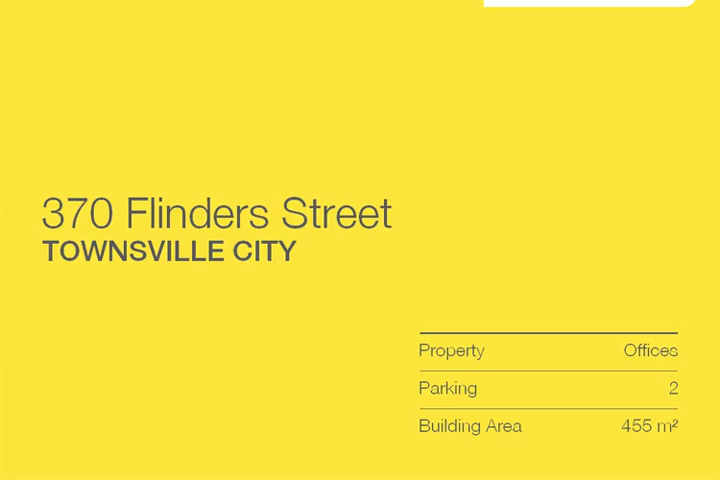 370 Flinders Street
TOWNSVILLE CITY
Property Offices
Parking 2
Building Area 455 m²